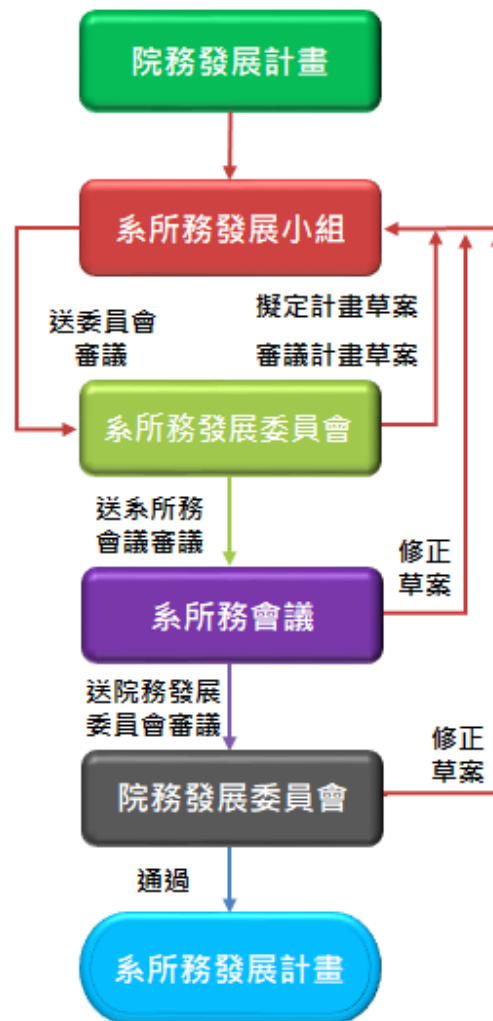 院務發展計畫
系所務發展小組
送委員會
審議
擬定計畫草案
審議計畫草案
系所務發展委員會
送系所務
會議審議
修正
草案
系所務會議
送院務發展
委員會審議
修正
草案
院務發展委員會
通過
系所務發展計畫